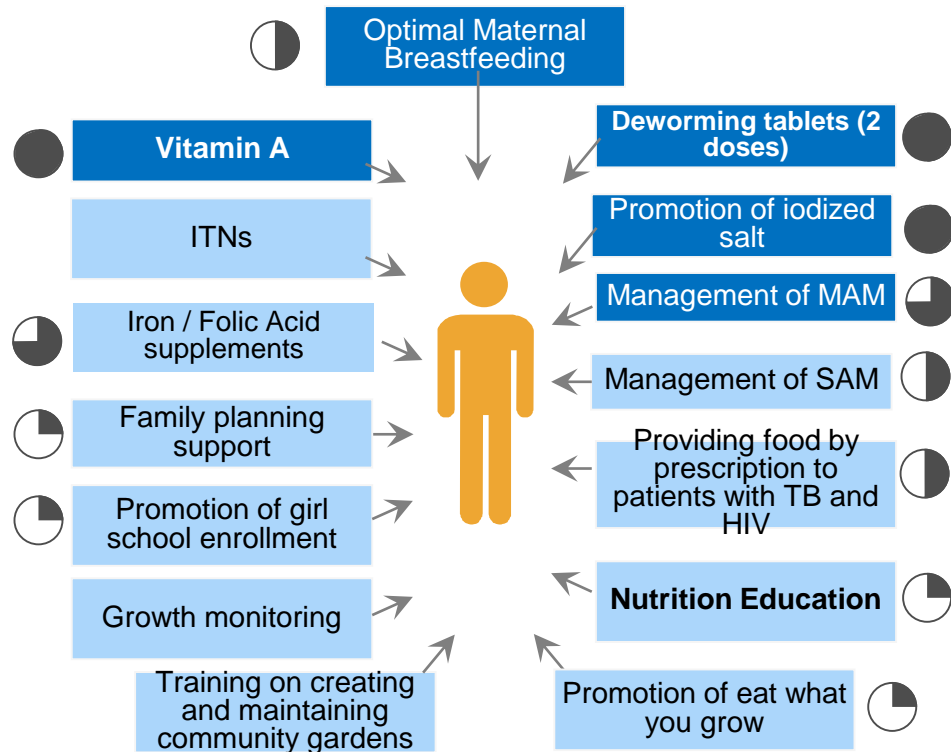 Optimal Maternal
Breastfeeding
Vitamin A
Deworming tablets (2
doses)
ITNs
Promotion of iodized
salt
Iron / Folic Acid
supplements
Management of MAM
Family planning
support
Management of SAM
Promotion of girl
school enrollment
Providing food by
prescription to
patients with TB and
HIV
Growth monitoring
Nutrition Education
Training on creating
and maintaining
community gardens
Promotion of eat what
you grow